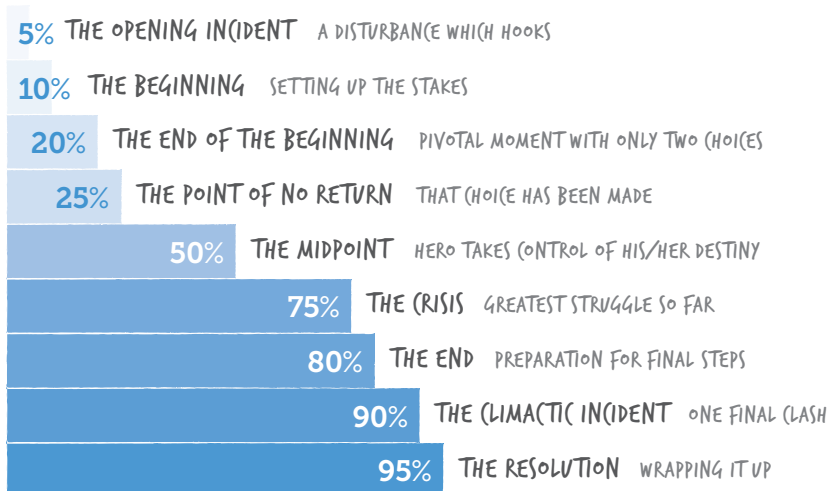 5% THE OPENING INCIDENT A DISTURBANCE WHICH HOOKS
10% THE BEGINNING SETTING UP THE STAKES
20% THE END OF THE BEGINNING PIVOTAL MOMENT WITH ONLY TWO CHOICES
25% THE POINT OF NO RETURN THAT CHOICE HAS BEEN MADE
50% THE MIDPOINT HERO TAKES CONTROL OF HIS/HER DESTINY
75% THE CRISIS GREATEST STRUGGLE SO FAR
80% THE END PREPARATION FOR FINAL STEPS
90% THE CLIMACTIC INCIDENT ONE FINAL CLASH
95% THE RESOLUTION WRAPPING IT UP